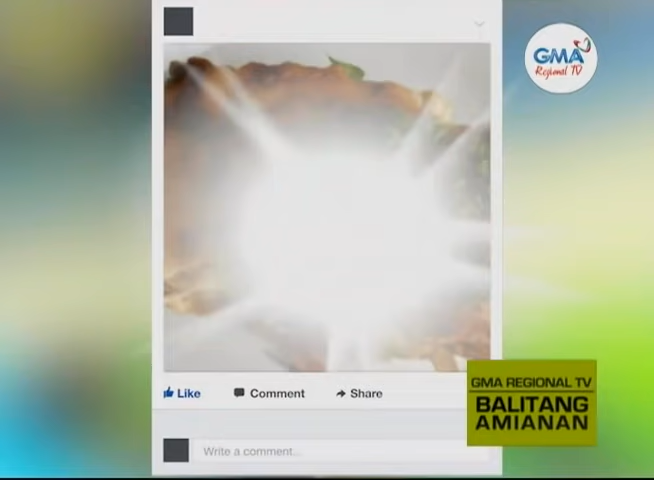 GMA
Regional TV
Like Comment Share
GMA REGIONAL TV
BALITANG
AMIANAN
Write a comment...